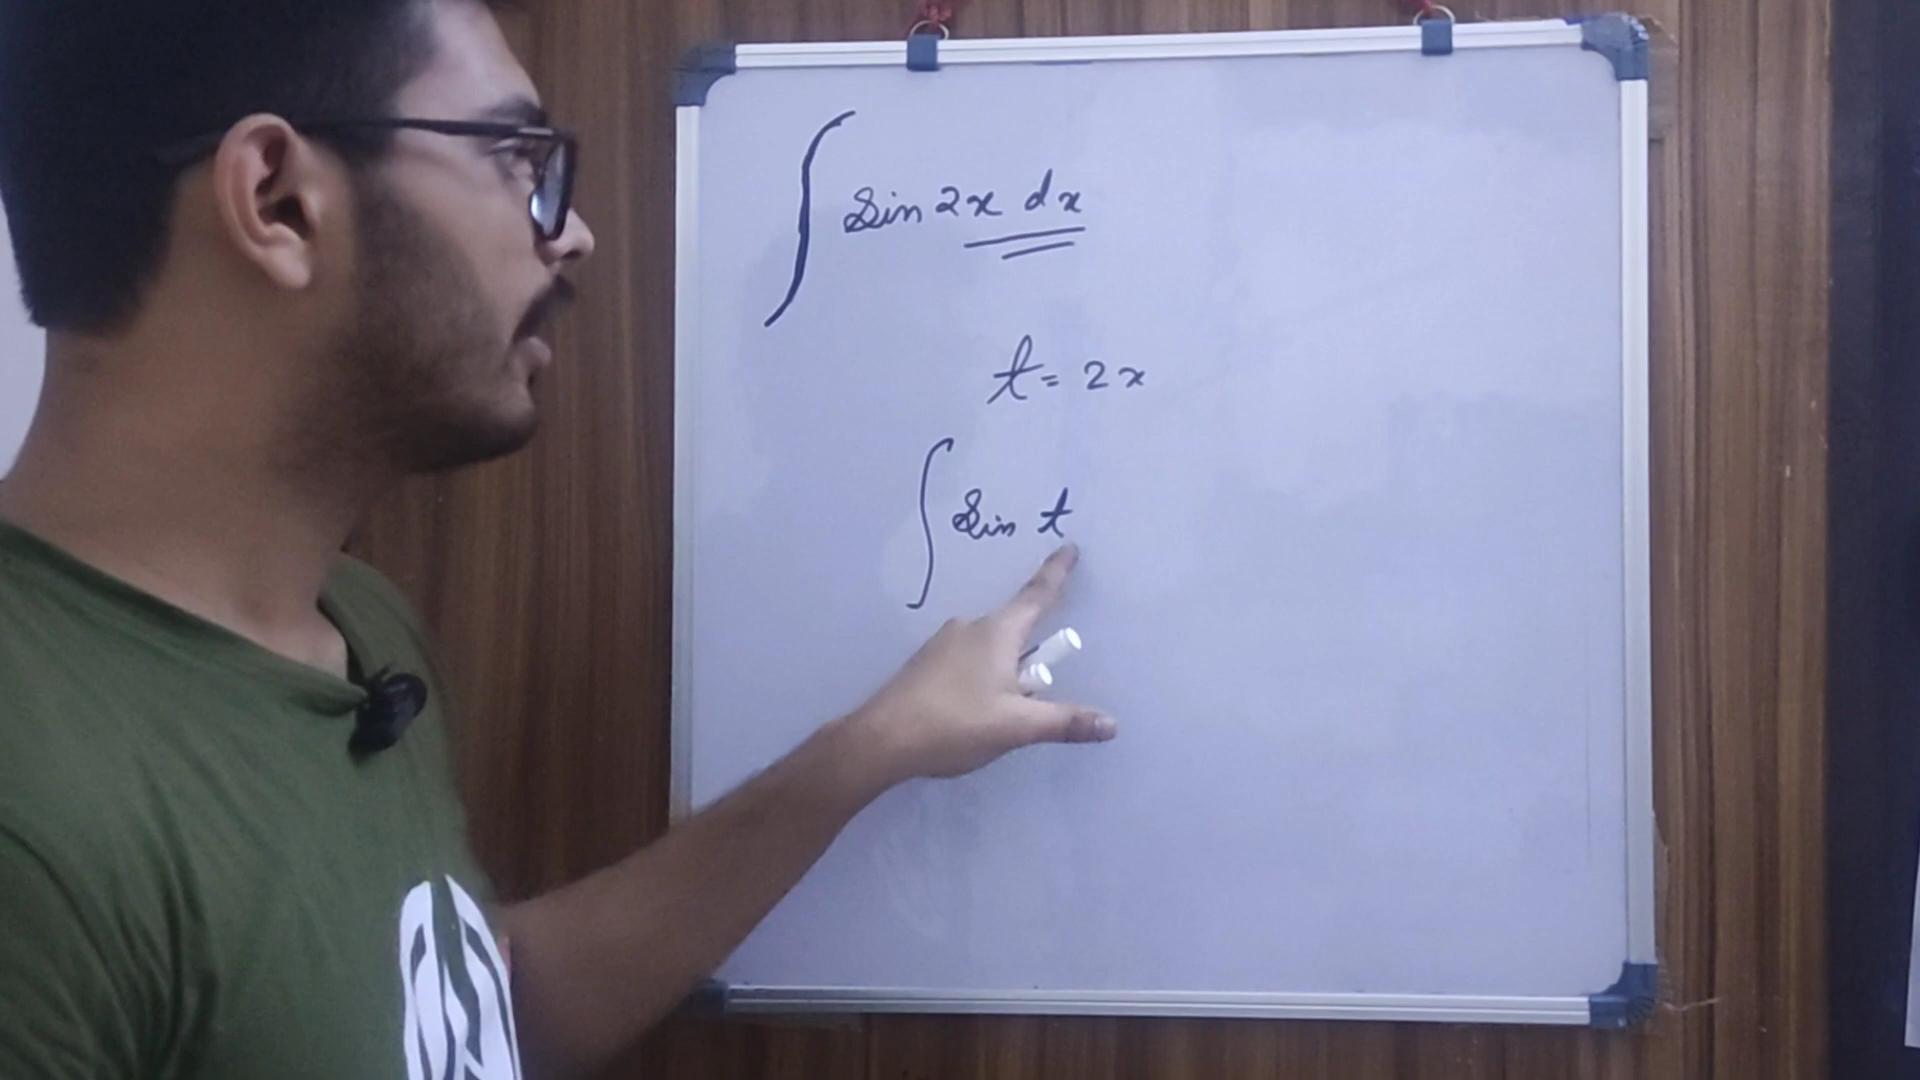 ∫ sin 2x dx
t = 2x
∫ sin t